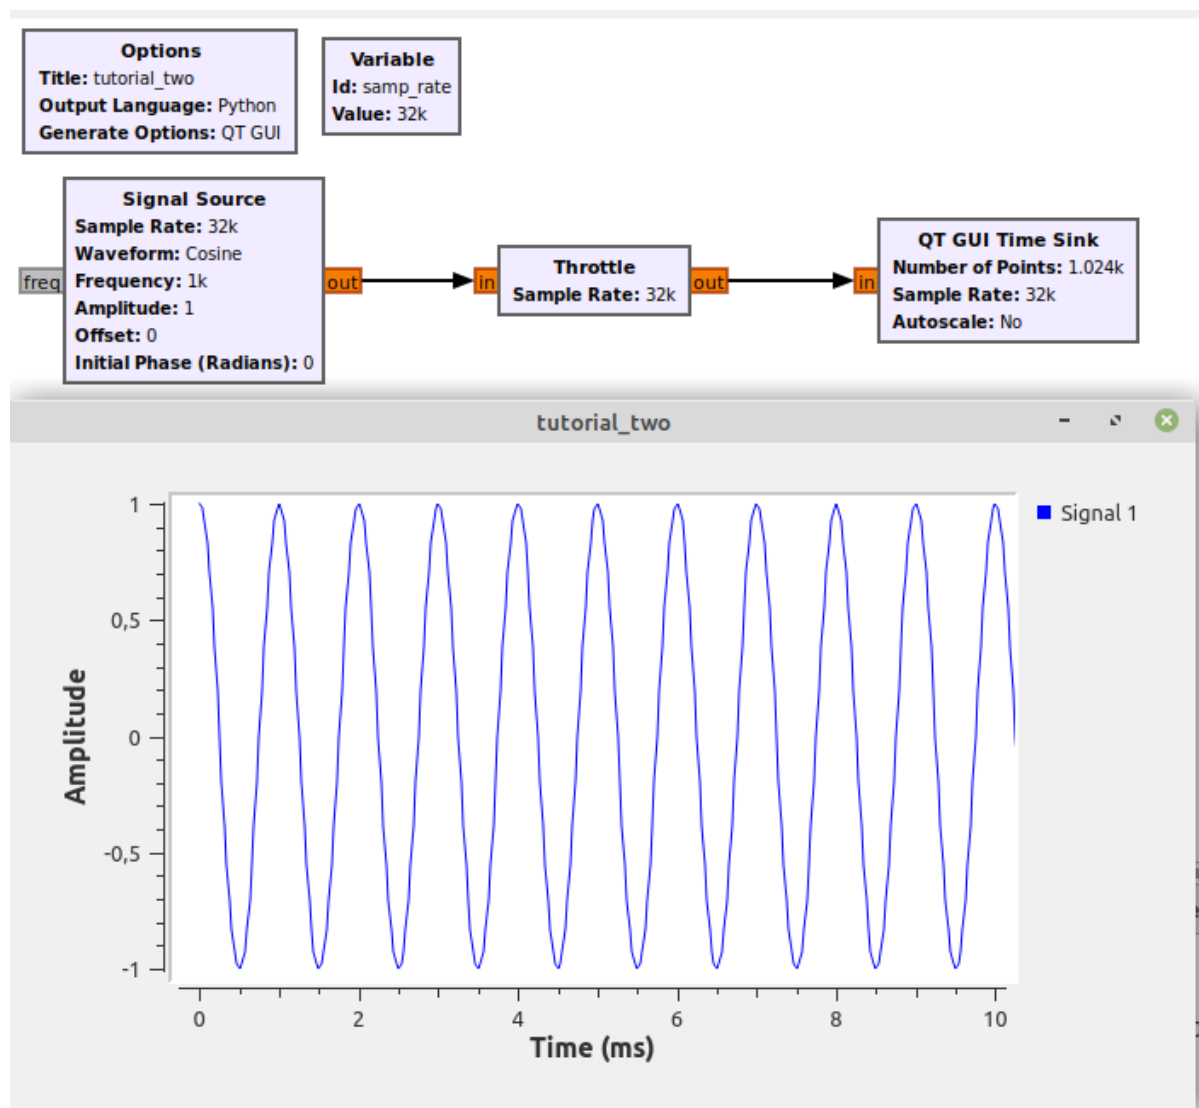 Options
Title: tutorial_two
Output Language: Python
Generate Options: QT GUI
Variable
Id: samp_rate
Value: 32k
Signal Source
Sample Rate: 32k
Waveform: Cosine
Frequency: 1k
Amplitude: 1
Offset: 0
Initial Phase (Radians): 0
freq
out
in
Throttle
Sample Rate: 32k
out
in
QT GUI Time Sink
Number of Points: 1.024k
Sample Rate: 32k
Autoscale: No
tutorial_two
Signal 1
Amplitude
1
0,5
0
-0,5
-1
0 2 4 6 8 10
Time (ms)